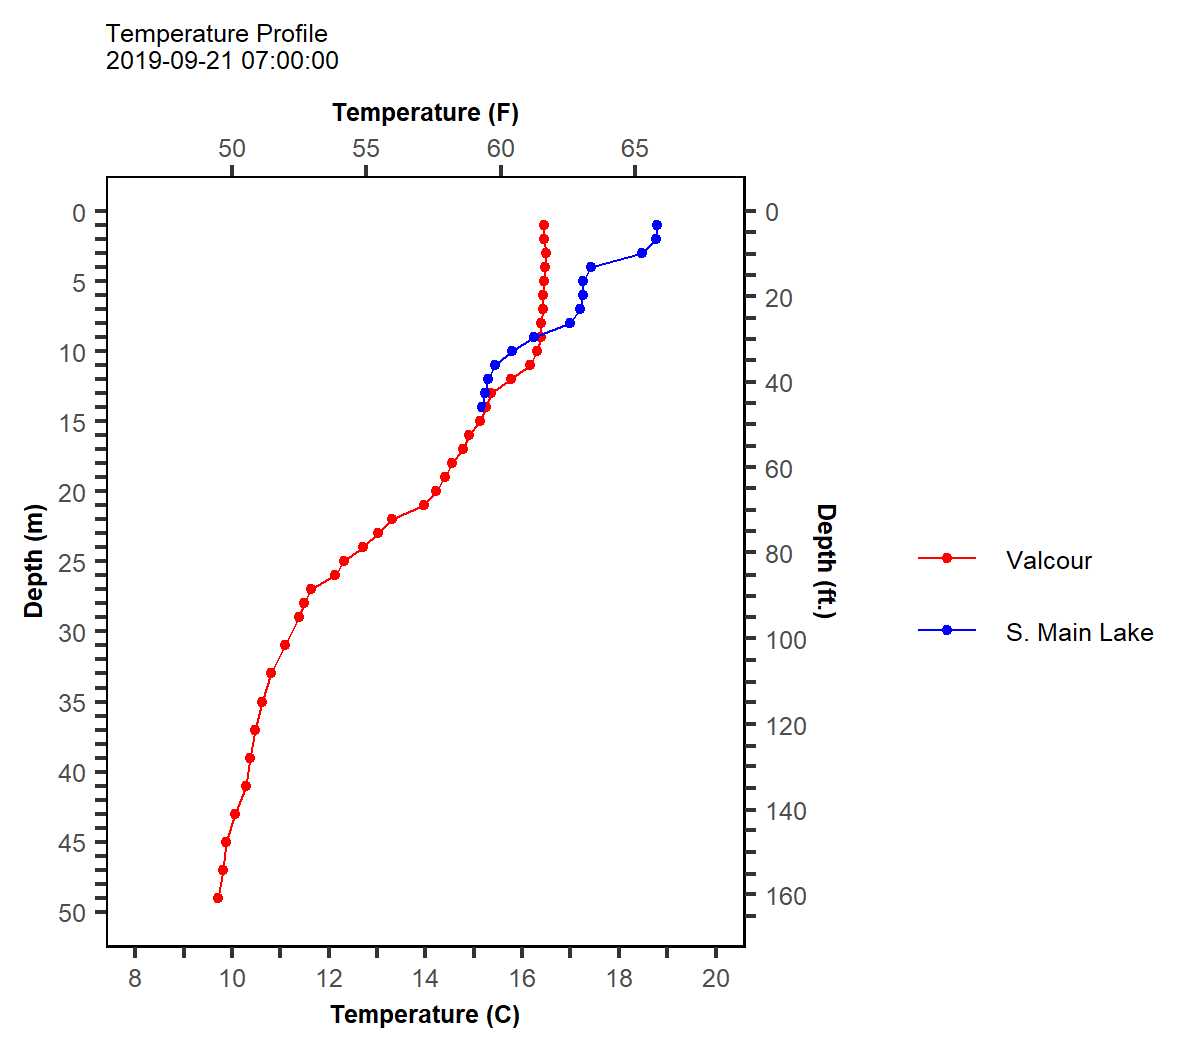 Temperature Profile
2019-09-21 07:00:00
Temperature (F)
50 55 60 65
0
5
10
15
20
25
30
35
40
45
50
Depth (m)
0
20
40
60
80
100
120
140
160
Depth (ft.)
Valcour
S. Main Lake
8 10 12 14 16 18 20
Temperature (C)